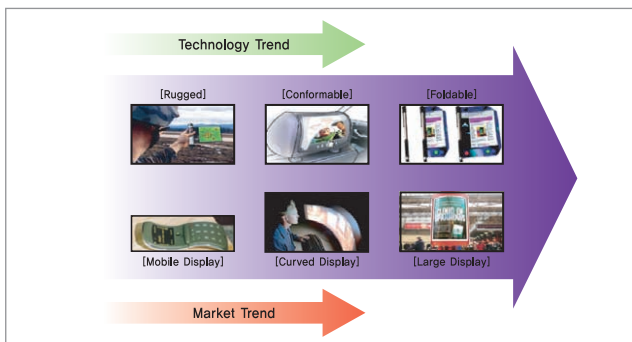 Technology Trend
[Rugged] [Conformable] [Foldable]
[Mobile Display] [Curved Display] [Large Display]
Market Trend